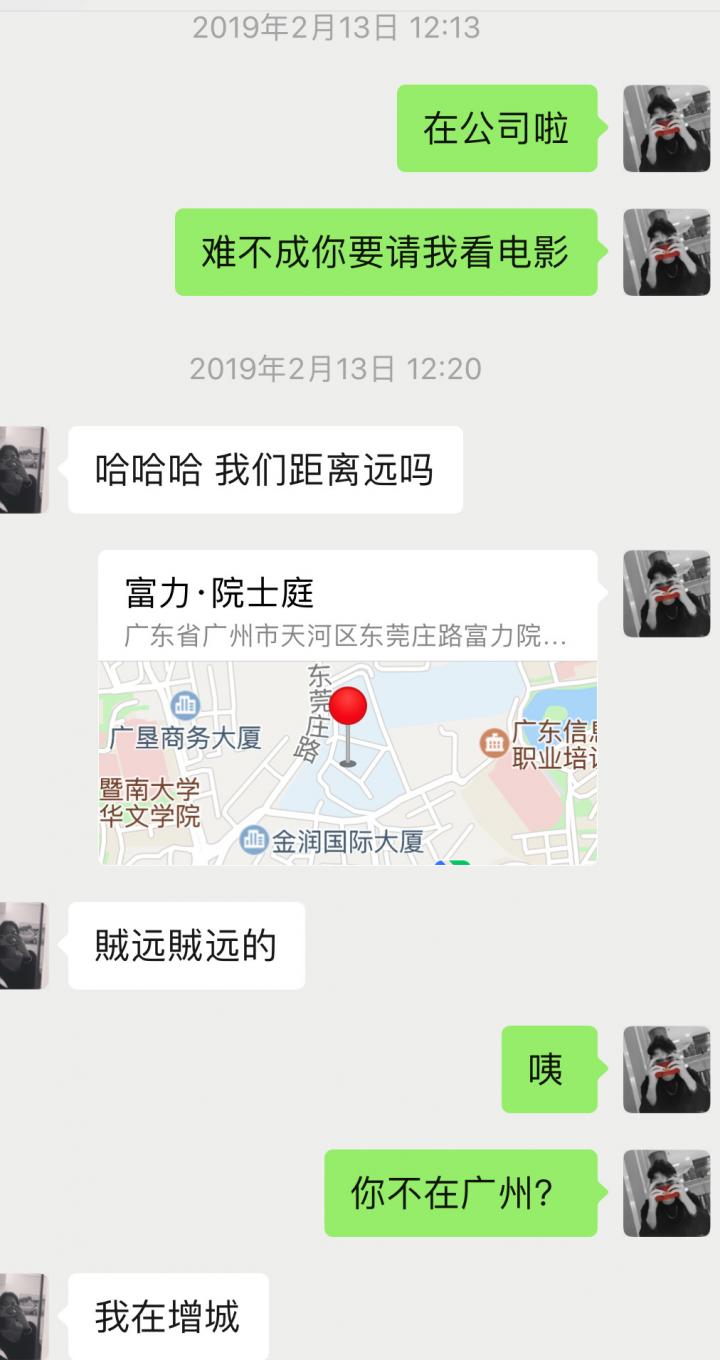 2019年2月13日 12:13
在公司啦
难不成你要请我看电影
2019年2月13日 12:20
哈哈哈 我们距离远吗
富力·院士庭
广东省广州市天河区东莞庄路富力院...
东莞庄路
广垦商务大厦
广东信息
职业培训
暨南大学
华文学院
金润国际大厦
贼远贼远的
咦
你不在广州?
我在增城